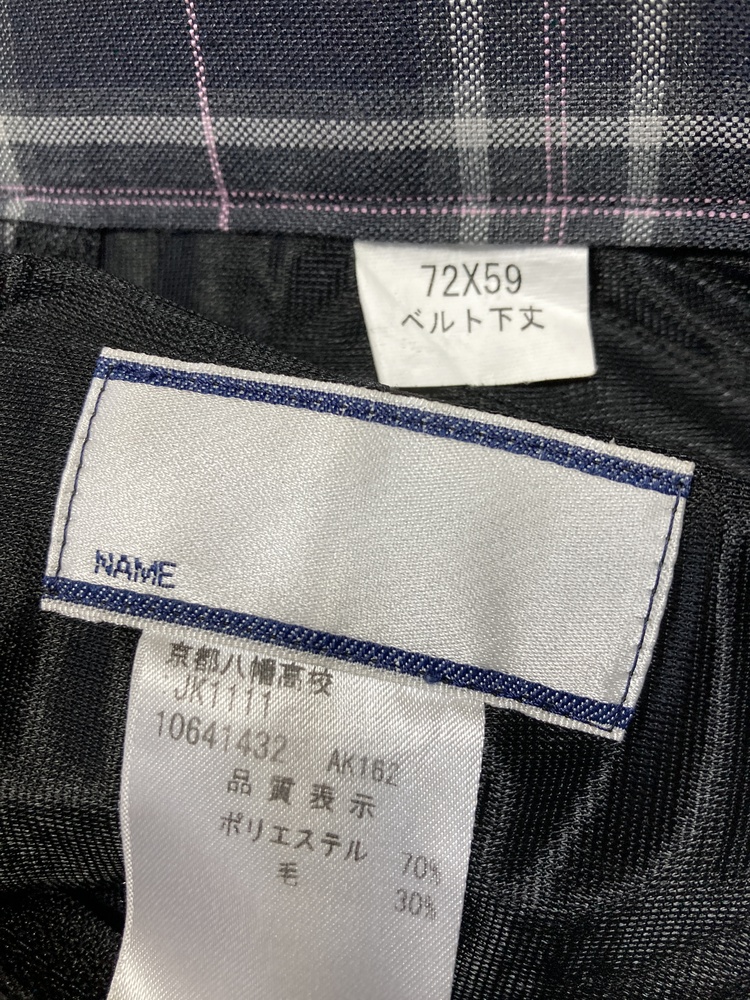 72X59
ベルト下丈
NAME
京都八幡高校
JK1111
10641432 AK162
品質表示
ポリエステル 70%
毛 30%